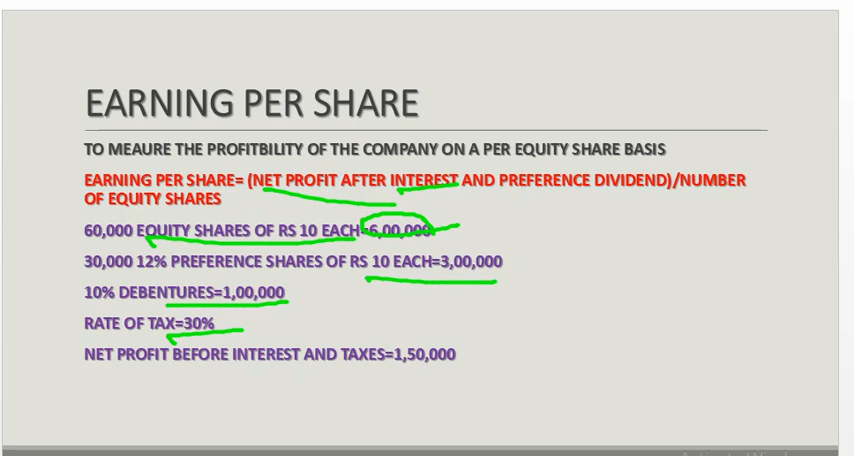 EARNING PER SHARE
TO MEAURE THE PROFITBILITY OF THE COMPANY ON A PER EQUITY SHARE BASIS
EARNING PER SHARE= (NET PROFIT AFTER INTEREST AND PREFERENCE DIVIDEND)/NUMBER
OF EQUITY SHARES
60,000 EQUITY SHARES OF RS 10 EACH=6,00,000
30,000 12% PREFERENCE SHARES OF RS 10 EACH=3,00,000
10% DEBENTURES=1,00,000
RATE OF TAX=30%
NET PROFIT BEFORE INTEREST AND TAXES=1,50,000